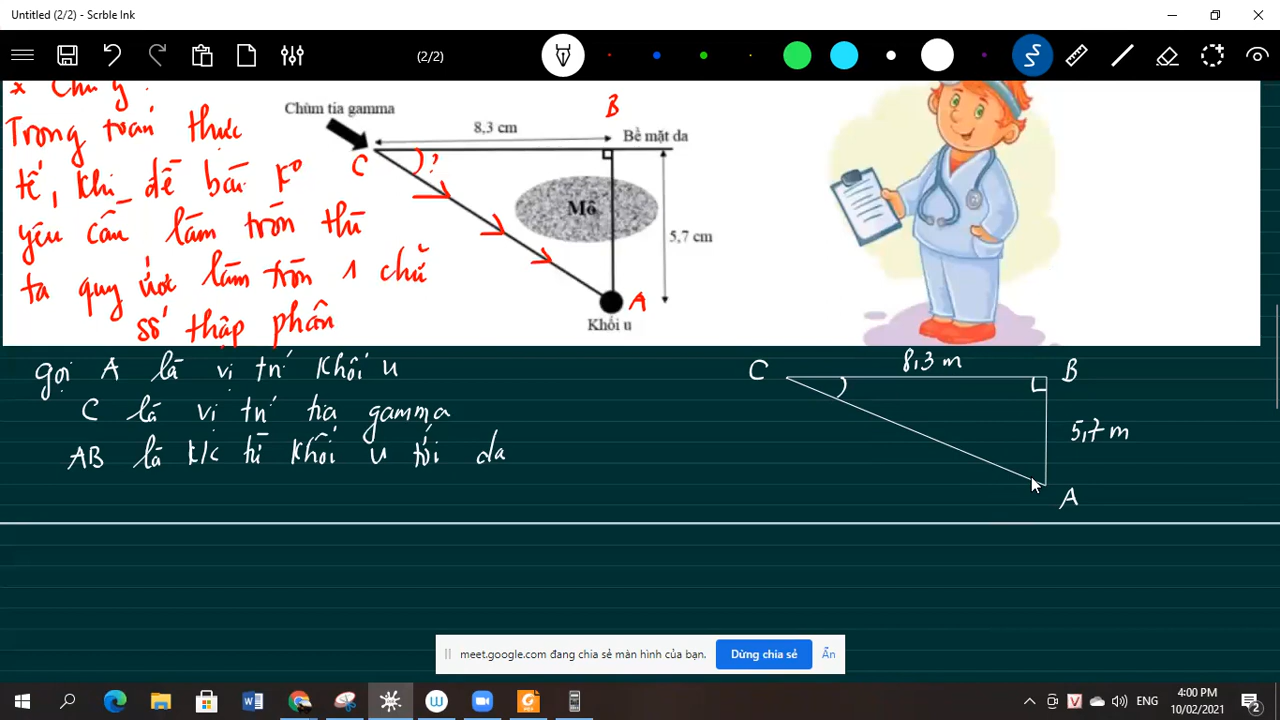 Untitled (2/2) - Scrble Ink
(2/2)
* Chú ý:
Trong toán thực
tế, khi đề bài kº
yêu cầu làm tròn thì
ta quy ước làm tròn 1 chữ
số thập phân
Chùm tia gamma
8,3 cm
B
Bề mặt da
C
?
Mô
5,7 cm
A
Khối u
gọi A là vị trí khối u
C là vị trí tia gamma
AB là k/c từ khối u tới da
C
8,3 m
B
5,7 m
A
meet.google.com đang chia sẻ màn hình của bạn.
Dừng chia sẻ
Ẩn
ENG
4:00 PM
10/02/2021